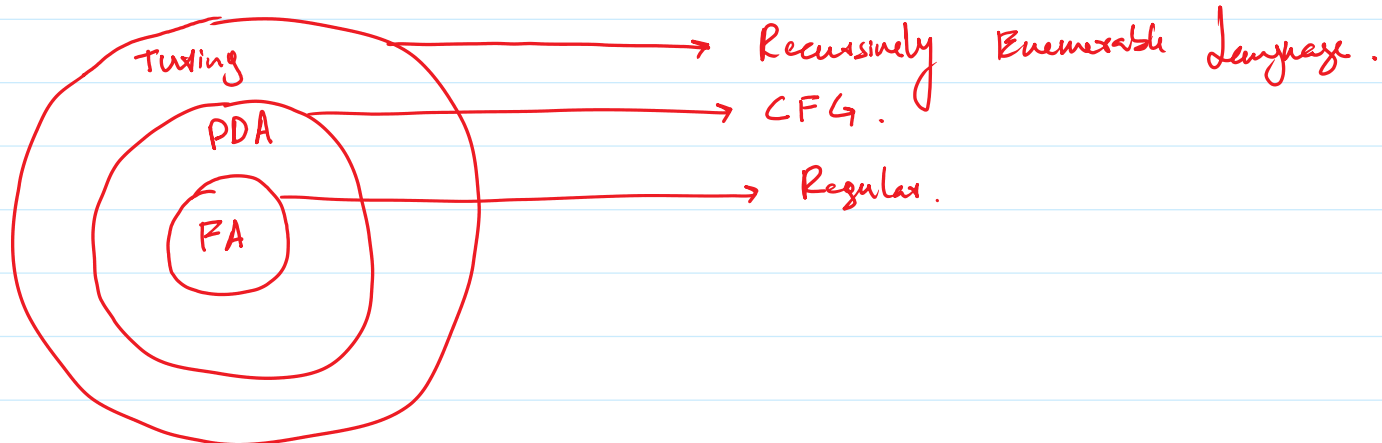 Turing
Recursively Enumerable Language.
PDA
CFG.
Regular.
FA